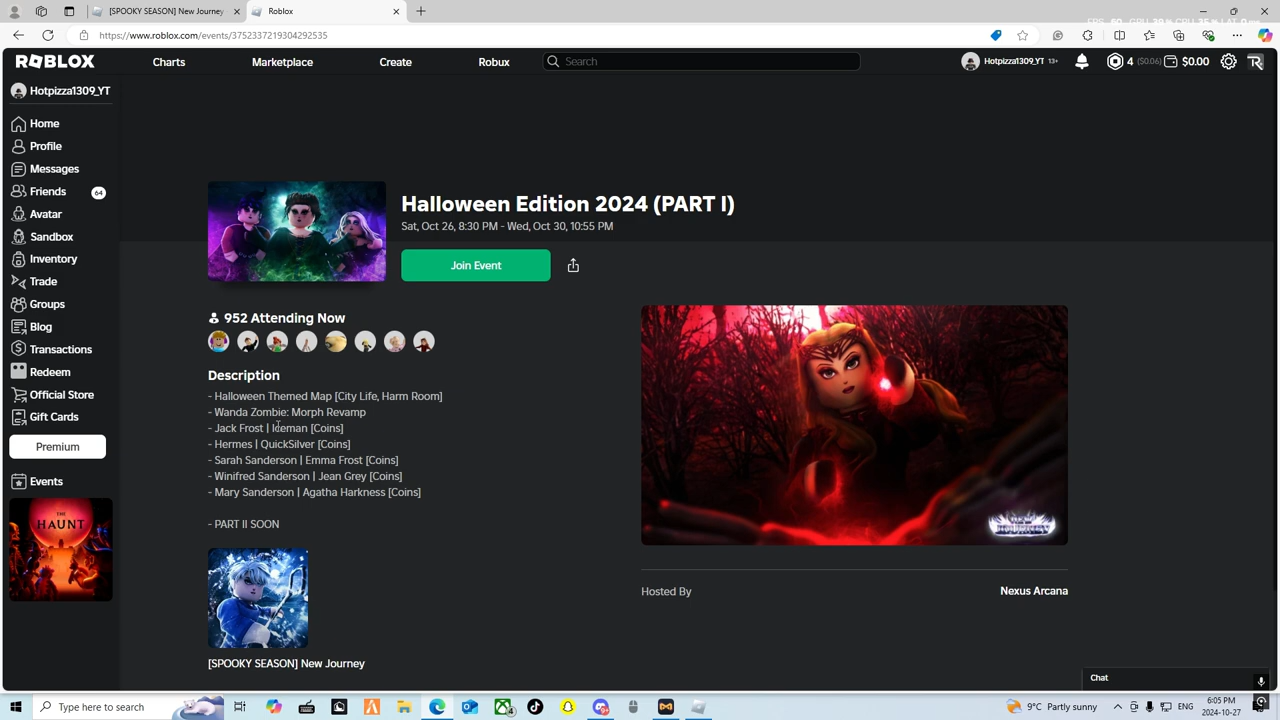 [SPOOKY SEASON] New Journey
Roblox
https://www.roblox.com/events/3752337219304292535
ROBLOX
Charts
Marketplace
Create
Robux
Search
Hotpizza1309_YT 13+
4 ($0.06)
$0.00
Hotpizza1309_YT
Home
Profile
Messages
Friends 64
Avatar
Sandbox
Inventory
Trade
Groups
Blog
Transactions
Redeem
Official Store
Gift Cards
Premium
Events
THE HAUNT
Halloween Edition 2024 (PART I)
Sat, Oct 26, 8:30 PM - Wed, Oct 30, 10:55 PM
Join Event
952 Attending Now
Description
- Halloween Themed Map [City Life, Harm Room]
- Wanda Zombie: Morph Revamp
- Jack Frost | Iceman [Coins]
- Hermes | QuickSilver [Coins]
- Sarah Sanderson | Emma Frost [Coins]
- Winifred Sanderson | Jean Grey [Coins]
- Mary Sanderson | Agatha Harkness [Coins]
- PART II SOON
[SPOOKY SEASON] New Journey
NEW JOURNEY
Hosted By
Nexus Arcana
Chat
Type here to search
9°C Partly sunny
ENG
6:05 PM
2024-10-27